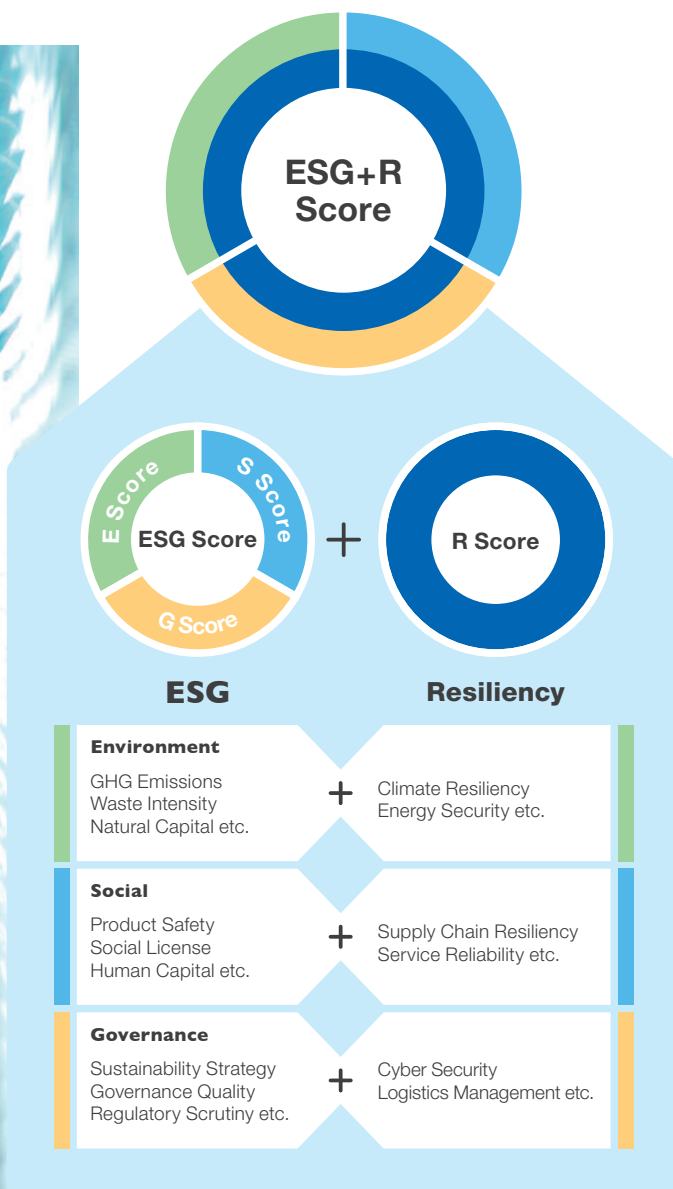 ESG+R
Score
E Score
S Score
G Score
ESG Score
+
R Score
ESG
Resiliency
Environment
GHG Emissions
Waste Intensity
Natural Capital etc.
+
Climate Resiliency
Energy Security etc.
Social
Product Safety
Social License
Human Capital etc.
+
Supply Chain Resiliency
Service Reliability etc.
Governance
Sustainability Strategy
Governance Quality
Regulatory Scrutiny etc.
+
Cyber Security
Logistics Management etc.